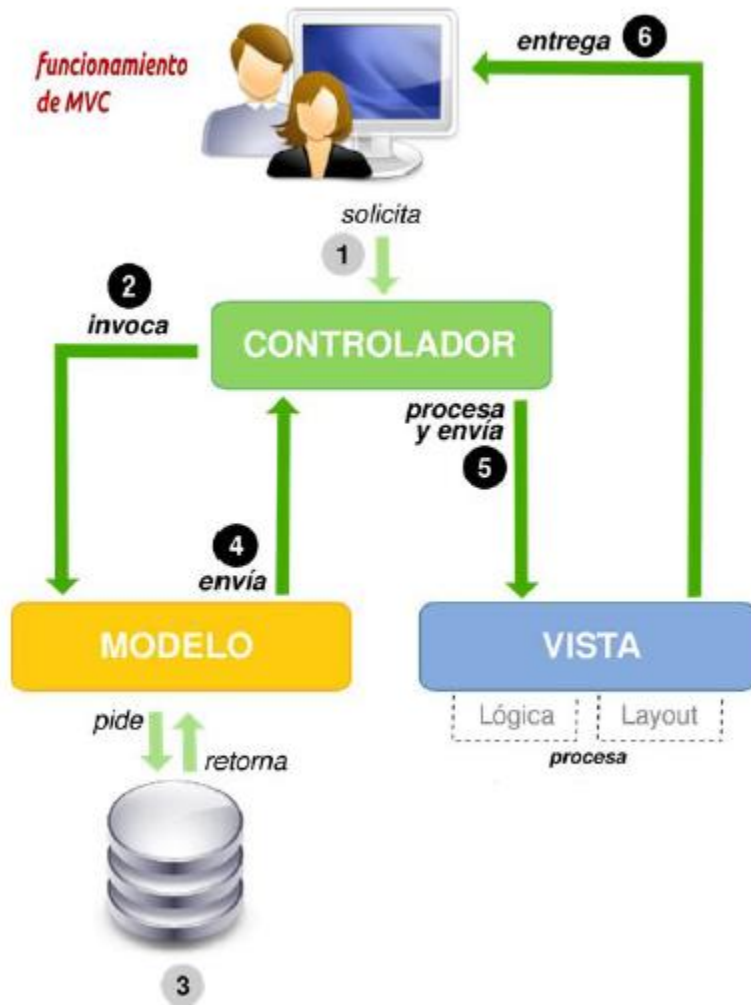 funcionamiento
de MVC
entrega 6
solicita
1
2
invoca
CONTROLADOR
procesa
y envía
5
4
envía
MODELO
VISTA
Lógica
Layout
procesa
pide
retorna
3